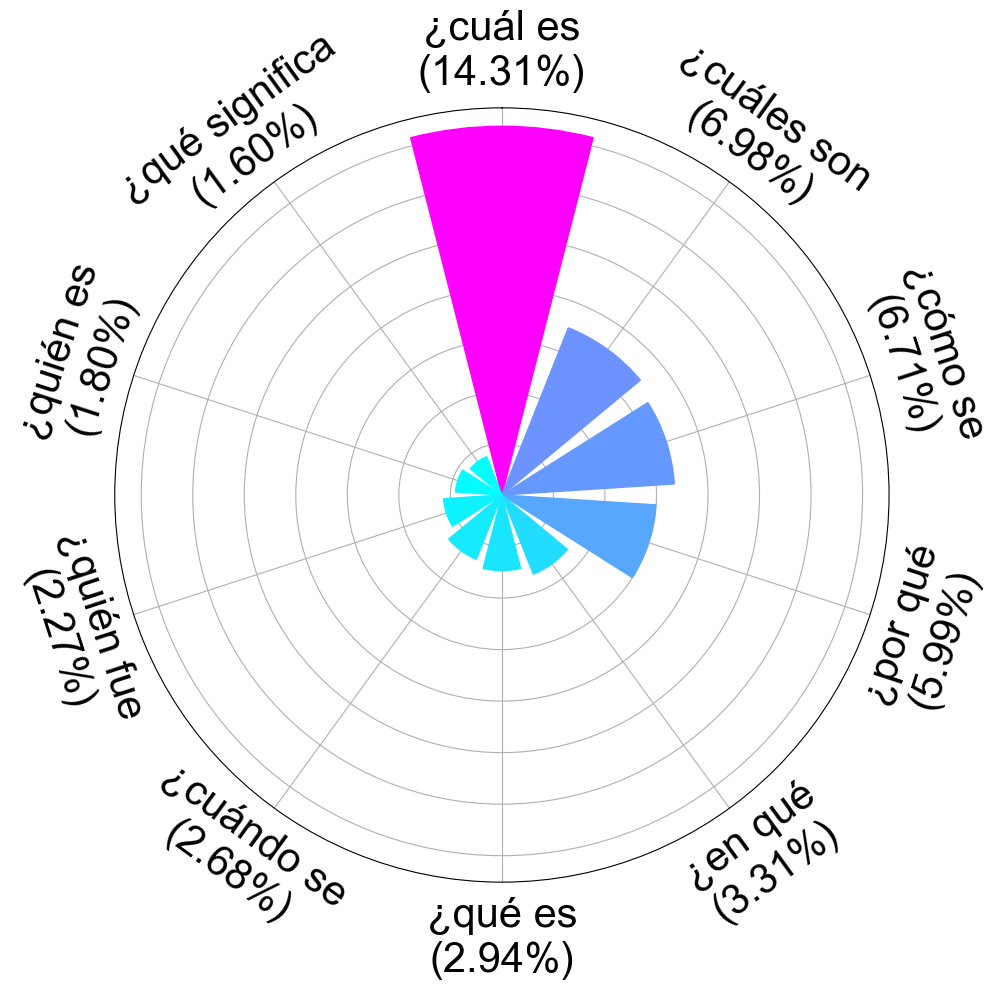 ¿cuál es
(14.31%)
¿cuáles son
(6.98%)
¿cómo se
(6.71%)
¿por qué
(5.99%)
¿en qué
(3.31%)
¿qué es
(2.94%)
¿cuándo se
(2.68%)
¿quién fue
(2.27%)
¿quién es
(1.80%)
¿qué significa
(1.60%)